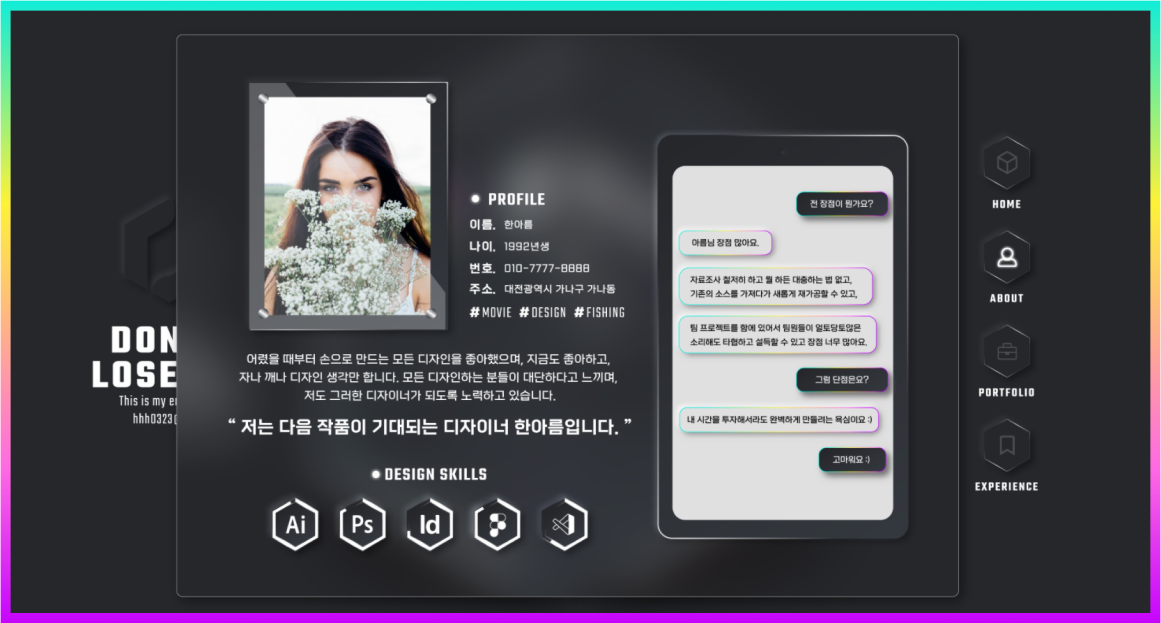 DON
LOSE
This is my e
hhh0323@
PROFILE
이름. 한아름
나이. 1992년생
번호. 010-7777-8888
주소. 대전광역시 가나구 가나동
#MOVIE #DESIGN #FISHING
어렸을 때부터 손으로 만드는 모든 디자인을 좋아했으며, 지금도 좋아하고,
자나 깨나 디자인 생각만 합니다. 모든 디자인하는 분들이 대단하다고 느끼며,
저도 그러한 디자이너가 되도록 노력하고 있습니다.
“ 저는 다음 작품이 기대되는 디자이너 한아름입니다. ”
DESIGN SKILLS
Ai Ps Id
전 장점이 뭔가요?
아름님 장점 많아요.
자료조사 철저히 하고 뭘 하든 대충하는 법 없고,
기존의 소스를 가져다가 새롭게 재가공할 수 있고,
팀 프로젝트를 함에 있어서 팀원들이 얼토당토않은
소리해도 타협하고 설득할 수 있고 장점 너무 많아요.
그럼 단점은요?
내 시간을 투자해서라도 완벽하게 만들려는 욕심이요 :)
고마워요 :)
HOME
ABOUT
PORTFOLIO
EXPERIENCE